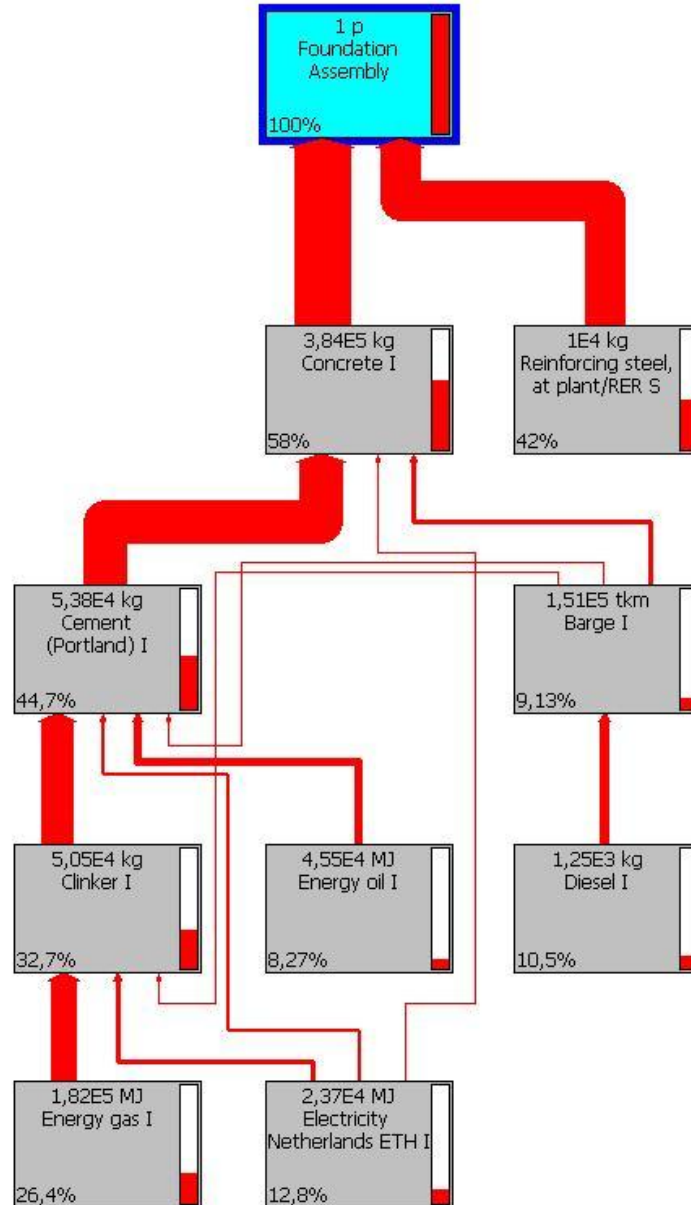 1 p
Foundation
Assembly
100%
3,84E5 kg
Concrete I
58%
1E4 kg
Reinforcing steel,
at plant/RER S
42%
5,38E4 kg
Cement
(Portland) I
44,7%
1,51E5 tkm
Barge I
9,13%
5,05E4 kg
Clinker I
32,7%
4,55E4 MJ
Energy oil I
8,27%
1,25E3 kg
Diesel I
10,5%
1,82E5 MJ
Energy gas I
26,4%
2,37E4 MJ
Electricity
Netherlands ETH I
12,8%